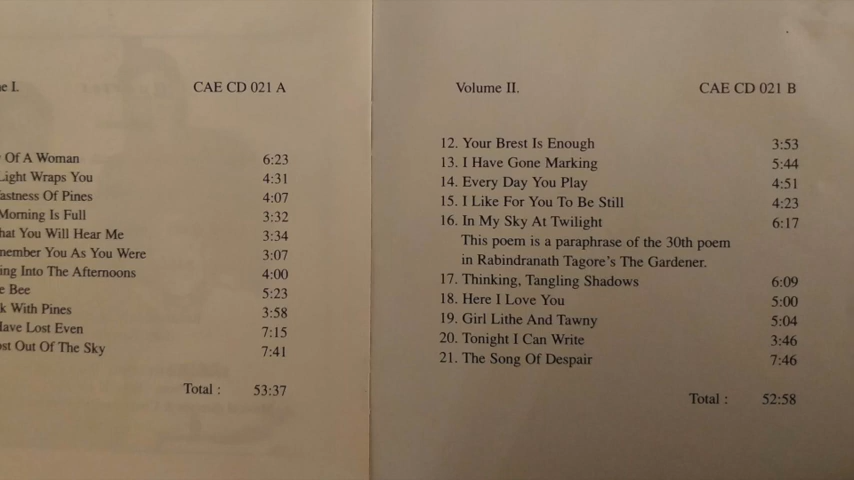 e I. CAE CD 021 A
Of A Woman 6:23
Light Wraps You 4:31
astness Of Pines 4:07
Morning Is Full 3:32
hat You Will Hear Me 3:34
member You As You Were 3:07
ing Into The Afternoons 4:00
e Bee 5:23
k With Pines 3:58
Have Lost Even 7:15
ost Out Of The Sky 7:41
Total : 53:37
Volume II. CAE CD 021 B
12. Your Brest Is Enough 3:53
13. I Have Gone Marking 5:44
14. Every Day You Play 4:51
15. I Like For You To Be Still 4:23
16. In My Sky At Twilight 6:17
This poem is a paraphrase of the 30th poem
in Rabindranath Tagore's The Gardener.
17. Thinking, Tangling Shadows 6:09
18. Here I Love You 5:00
19. Girl Lithe And Tawny 5:04
20. Tonight I Can Write 3:46
21. The Song Of Despair 7:46
Total : 52:58